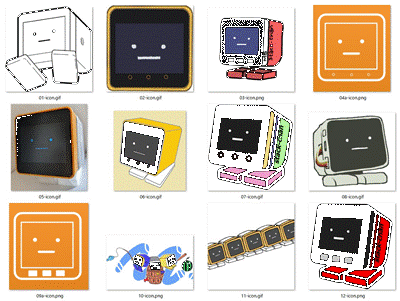 01-icon.gif
02-icon.gif
03-icon.png
04a-icon.png
05-icon.gif
06-icon.gif
07-icon.gif
08-icon.gif
09a-icon.png
10-icon.png
11-icon.gif
12-icon.gif